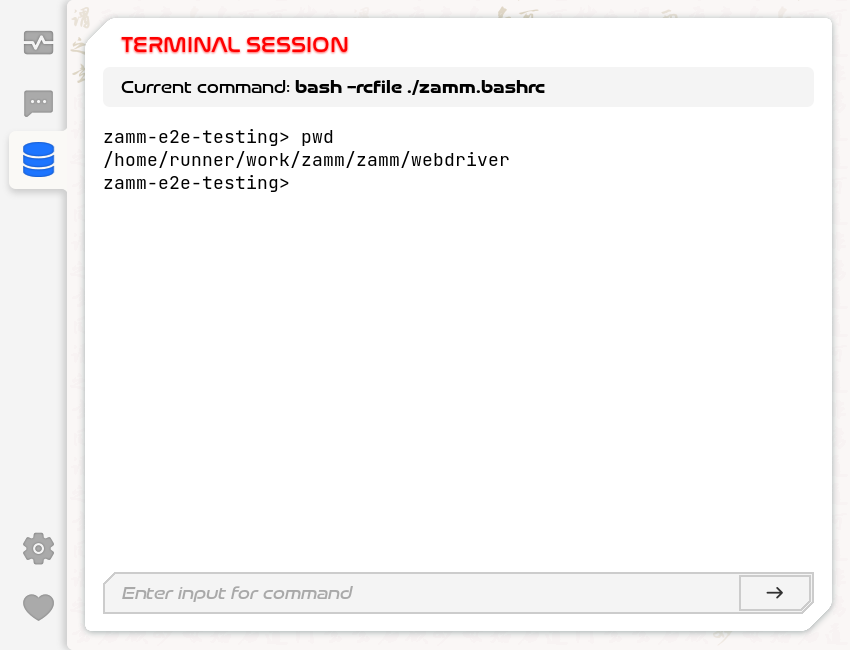 TERMINAL SESSION
Current command: bash -rcfile ./zamm.bashrc
zamm-e2e-testing> pwd
/home/runner/work/zamm/zamm/webdriver
zamm-e2e-testing>
Enter input for command